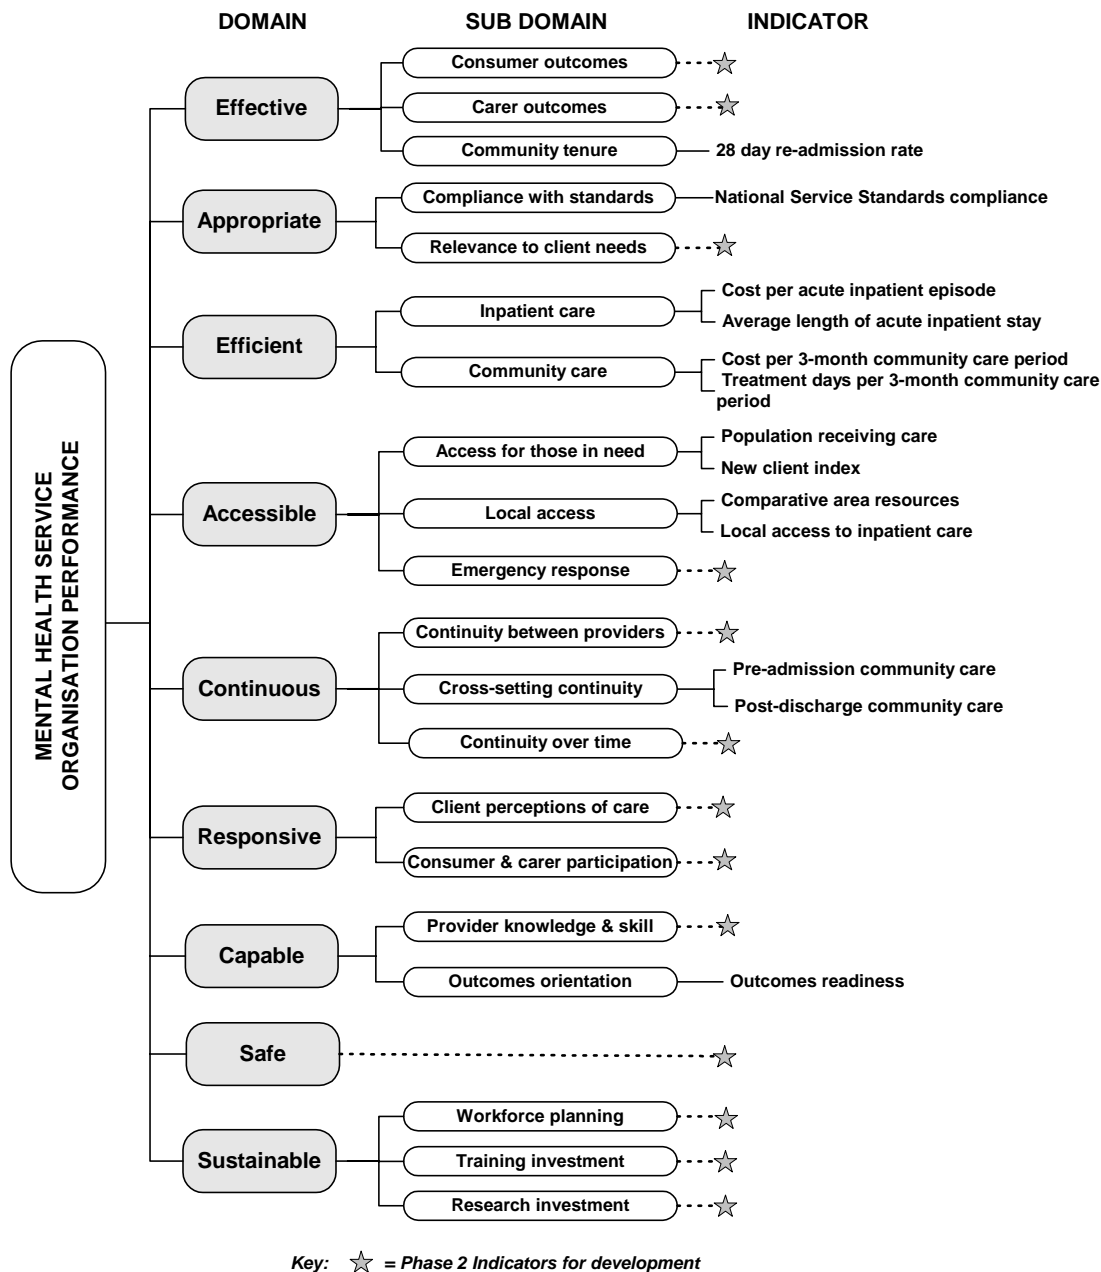 DOMAIN
SUB DOMAIN
INDICATOR
MENTAL HEALTH SERVICE
ORGANISATION PERFORMANCE
Effective
Consumer outcomes
Carer outcomes
Community tenure
28 day re-admission rate
Appropriate
Compliance with standards
National Service Standards compliance
Relevance to client needs
Efficient
Inpatient care
Cost per acute inpatient episode
Average length of acute inpatient stay
Community care
Cost per 3-month community care period
Treatment days per 3-month community care
period
Accessible
Access for those in need
Population receiving care
New client index
Local access
Comparative area resources
Local access to inpatient care
Emergency response
Continuous
Continuity between providers
Cross-setting continuity
Pre-admission community care
Post-discharge community care
Continuity over time
Responsive
Client perceptions of care
Consumer & carer participation
Capable
Provider knowledge & skill
Outcomes orientation
Outcomes readiness
Safe
Sustainable
Workforce planning
Training investment
Research investment
Key: = Phase 2 Indicators for development